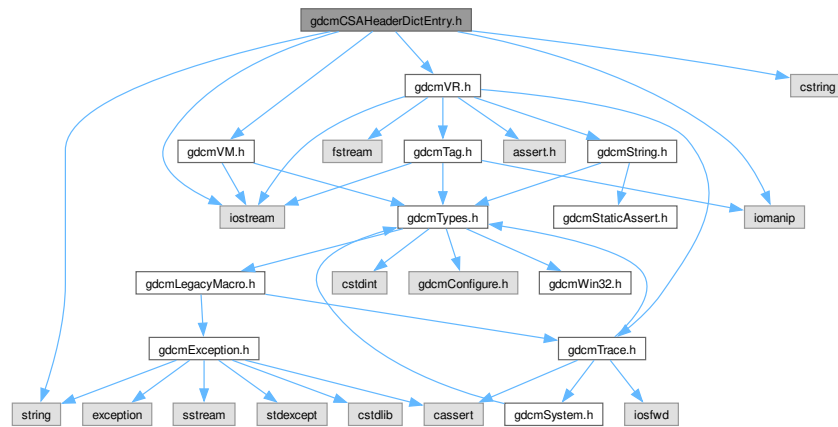 gdcmCSAHeaderDictEntry.h
cstring
gdcmVR.h
gdcmVM.h
fstream
gdcmTag.h
assert.h
gdcmString.h
iostream
gdcmTypes.h
gdcmStaticAssert.h
iomanip
gdcmLegacyMacro.h
cstdint
gdcmConfigure.h
gdcmWin32.h
gdcmException.h
gdcmTrace.h
string
exception
sstream
stdexcept
cstdlib
cassert
gdcmSystem.h
iosfwd